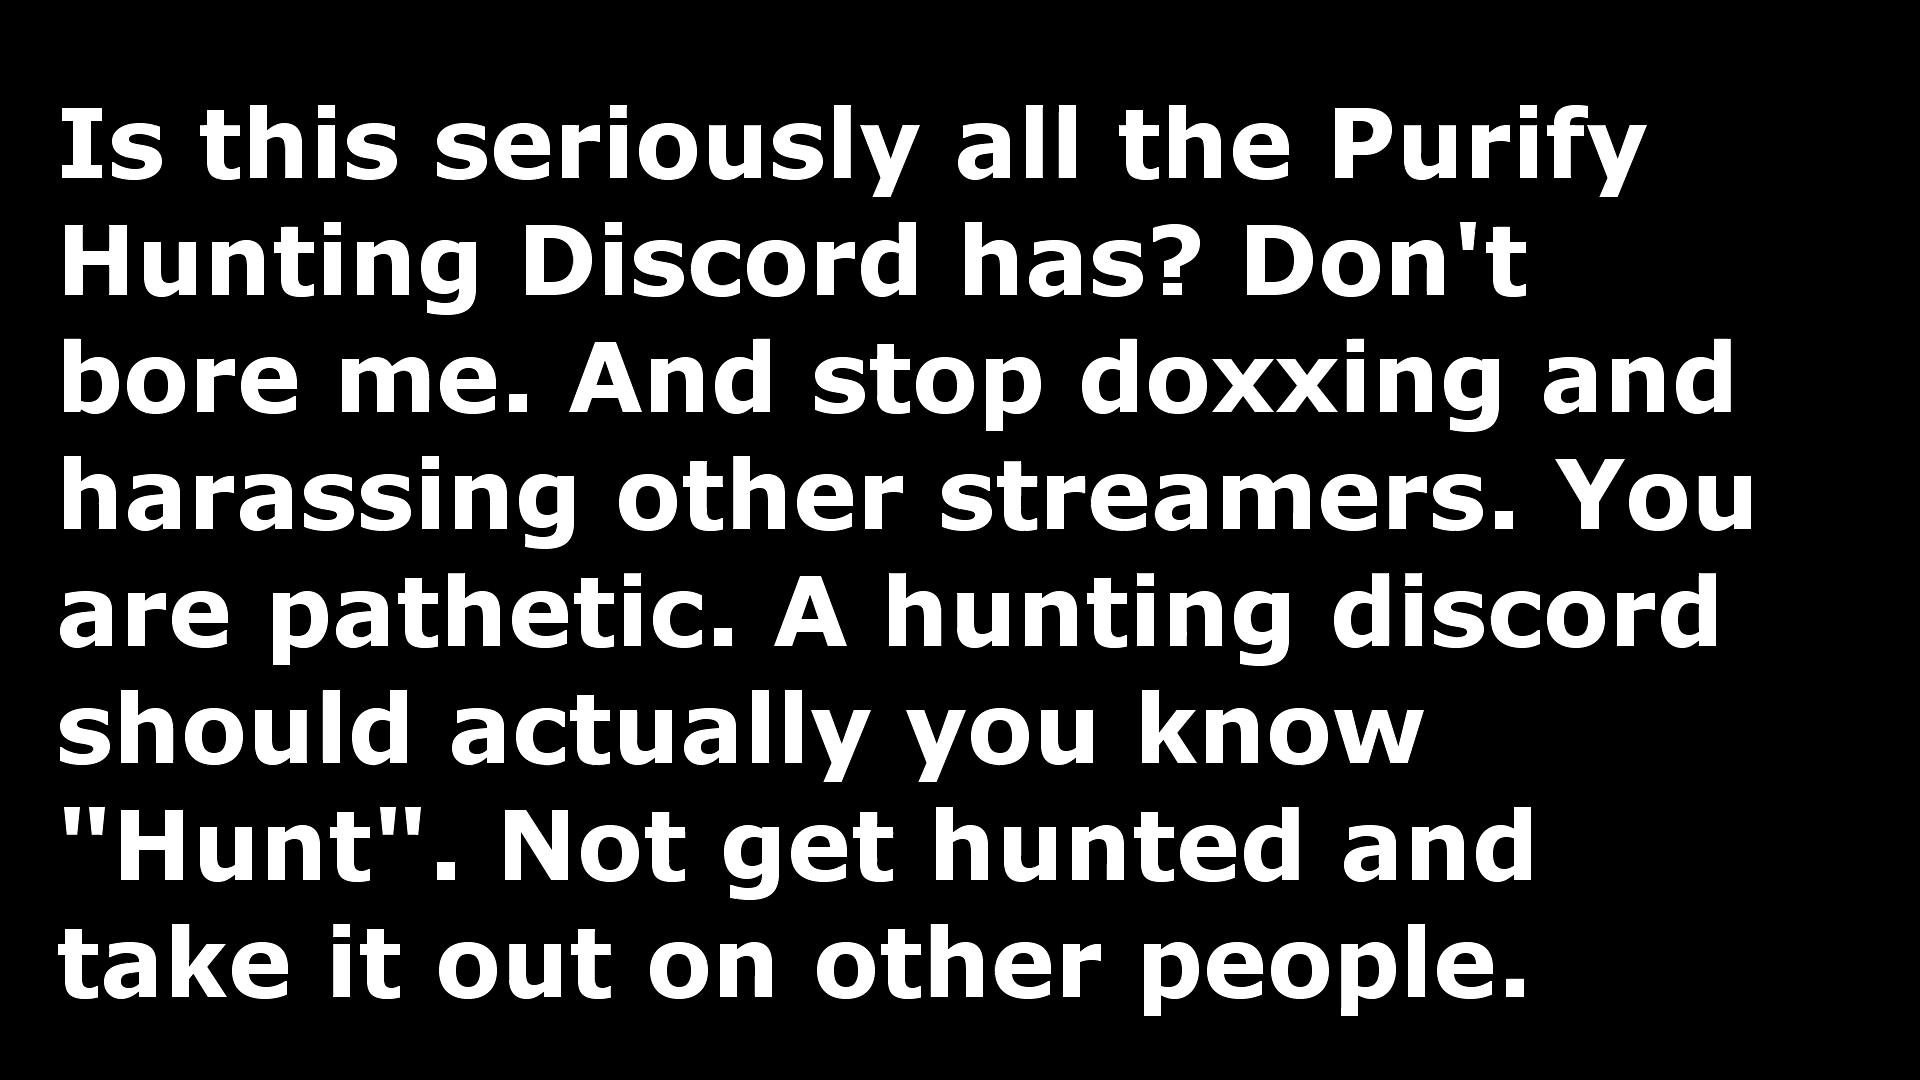 Is this seriously all the Purify
Hunting Discord has? Don't
bore me. And stop doxxing and
harassing other streamers. You
are pathetic. A hunting discord
should actually you know
"Hunt". Not get hunted and
take it out on other people.